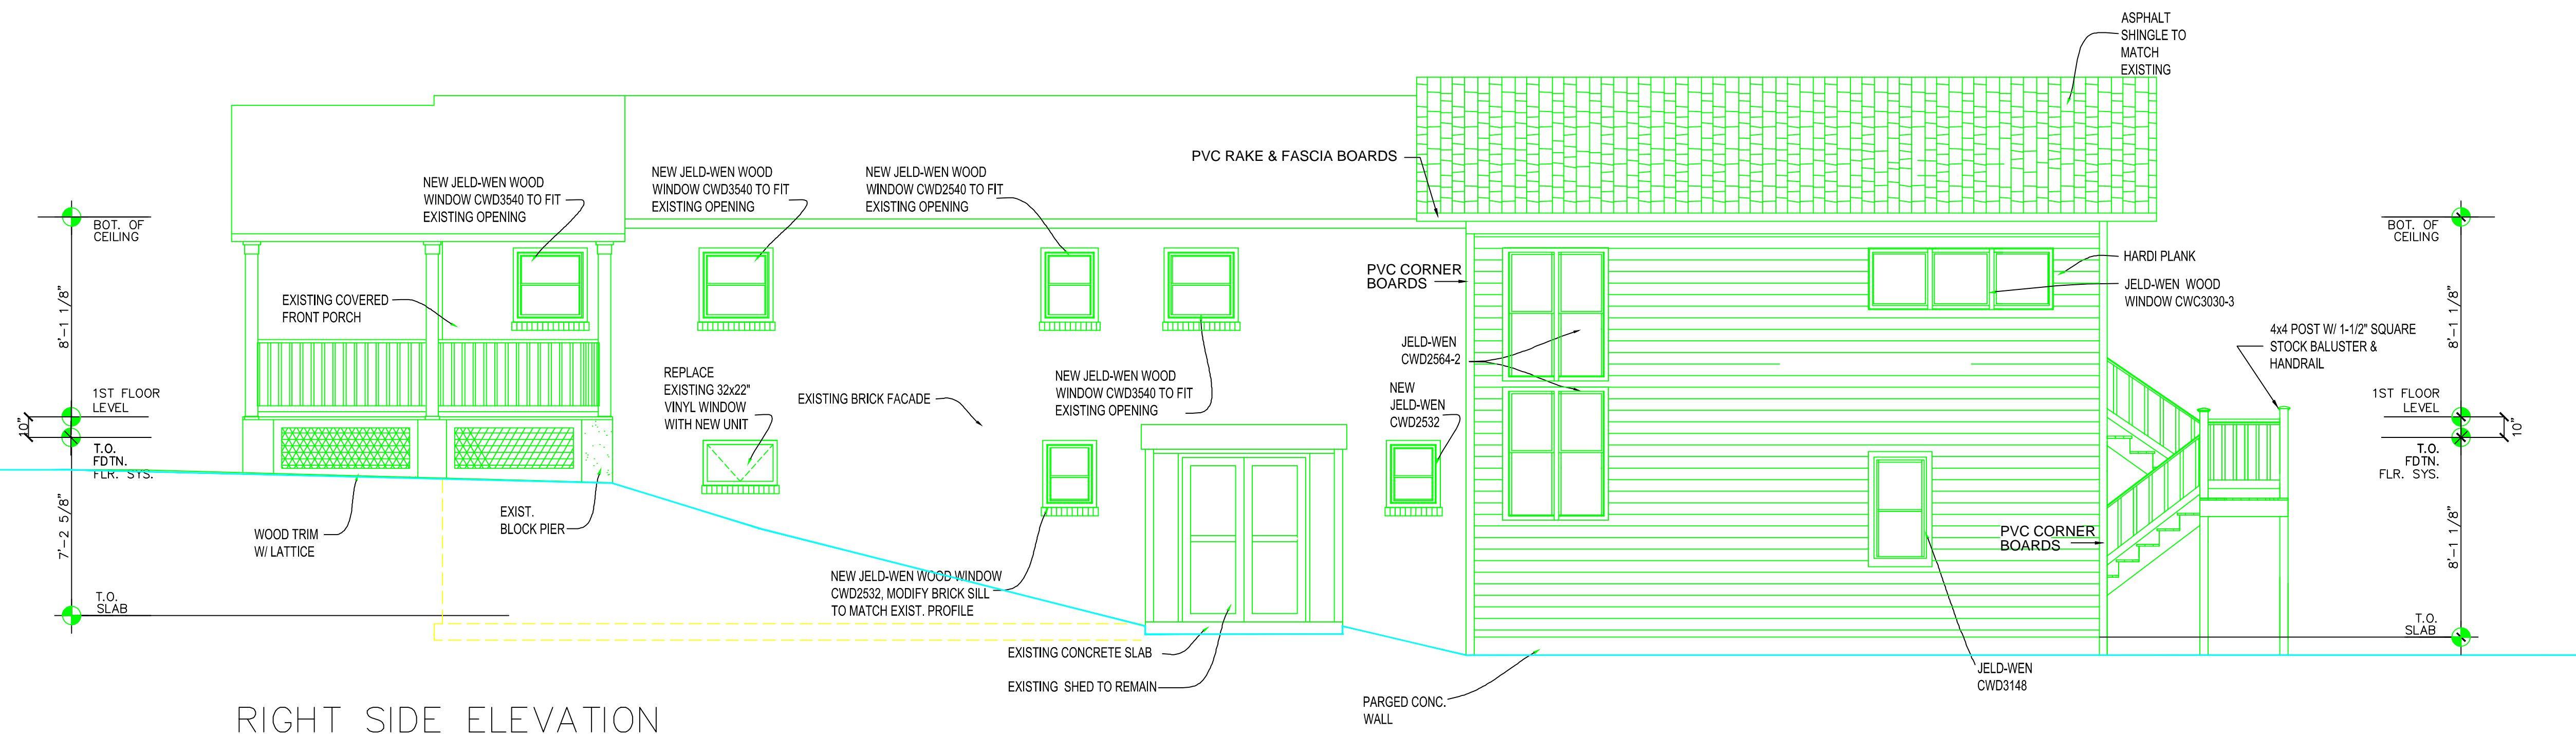 ASPHALT
SHINGLE TO
MATCH
EXISTING
PVC RAKE & FASCIA BOARDS
NEW JELD-WEN WOOD
WINDOW CWD3540 TO FIT
EXISTING OPENING
NEW JELD-WEN WOOD
WINDOW CWD3540 TO FIT
EXISTING OPENING
NEW JELD-WEN WOOD
WINDOW CWD2540 TO FIT
EXISTING OPENING
BOT. OF
CEILING
BOT. OF
CEILING
HARDI PLANK
PVC CORNER
BOARDS
JELD-WEN WOOD
WINDOW CWC3030-3
EXISTING COVERED
FRONT PORCH
8'-1 1/8"
8'-1 1/8"
4x4 POST W/ 1-1/2" SQUARE
STOCK BALUSTER &
HANDRAIL
JELD-WEN
CWD2564-2
REPLACE
EXISTING 32x22"
VINYL WINDOW
WITH NEW UNIT
NEW JELD-WEN WOOD
WINDOW CWD3540 TO FIT
EXISTING OPENING
EXISTING BRICK FACADE
NEW
JELD-WEN
CWD2532
1ST FLOOR
LEVEL
1ST FLOOR
LEVEL
10"
10"
T.O.
FDTN.
FLR. SYS.
T.O.
FDTN.
FLR. SYS.
7'-2 5/8"
8'-1 1/8"
EXIST.
BLOCK PIER
WOOD TRIM
W/ LATTICE
PVC CORNER
BOARDS
NEW JELD-WEN WOOD WINDOW
CWD2532, MODIFY BRICK SILL
TO MATCH EXIST. PROFILE
T.O.
SLAB
T.O.
SLAB
EXISTING CONCRETE SLAB
EXISTING SHED TO REMAIN
JELD-WEN
CWD3148
PARGED CONC.
WALL
RIGHT SIDE ELEVATION